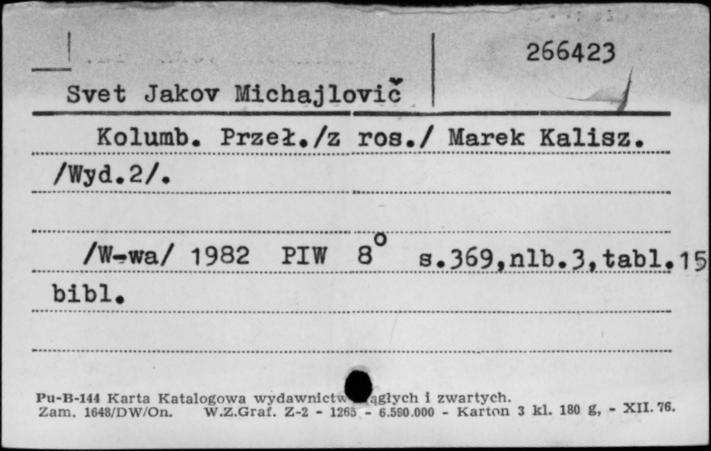 266423
Svet Jakov Michajlovič
Kolumb. Przeł./z ros./ Marek Kalisz.
/Wyd.2/.
/W-wa/ 1982 PIW 8° s.369,nlb.3,tabl.15
bibl.
Pu-B-144 Karta Katalogowa wydawnictw ągłych i zwartych.
Zam. 1648/DW/On. W.Z.Graf. Z-2 - 1265 - 6.590.000 - Karton 3 kl. 180 g, - XII. 76.